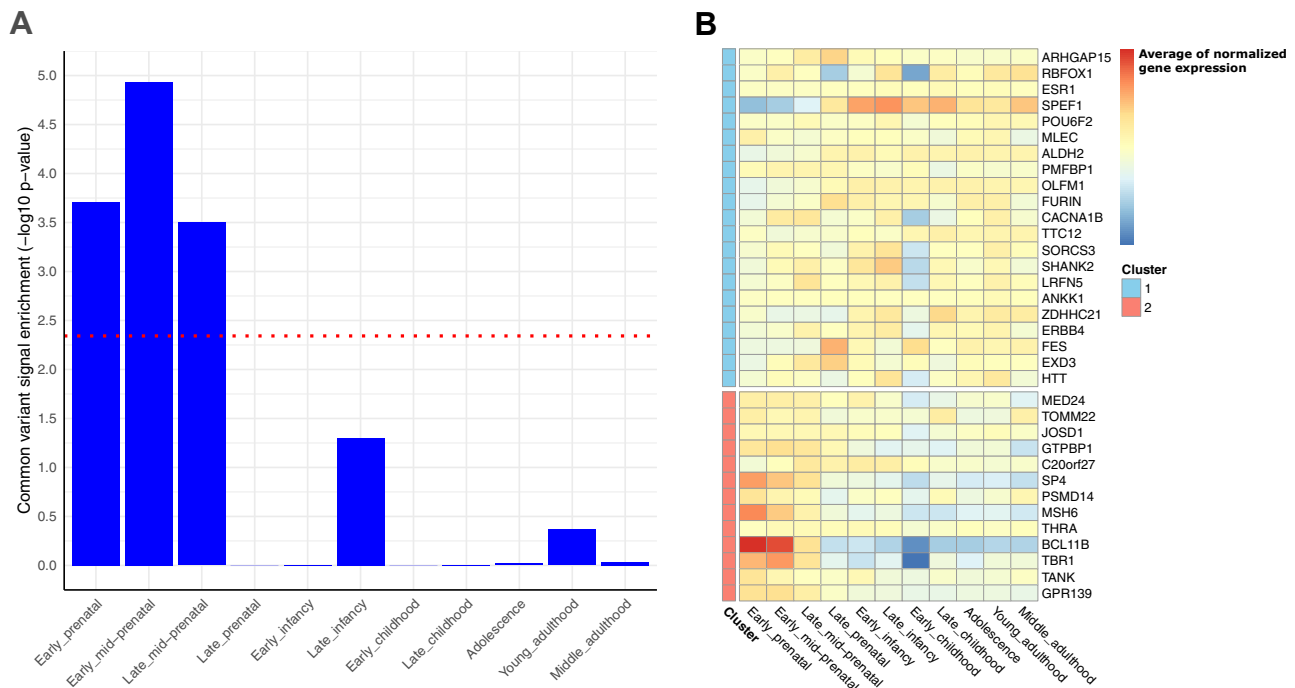 A
Common variant signal enrichment (−log10 p−value)
5.0
4.5
4.0
3.5
3.0
2.5
2.0
1.5
1.0
0.5
0.0
Early_prenatal
Early_mid−prenatal
Late_mid−prenatal
Late_prenatal
Early_infancy
Late_infancy
Early_childhood
Late_childhood
Adolescence
Young_adulthood
Middle_adulthood
B
ARHGAP15
RBFOX1
ESR1
SPEF1
POU6F2
MLEC
ALDH2
PMFBP1
OLFM1
FURIN
CACNA1B
TTC12
SORCS3
SHANK2
LRFN5
ANKK1
ZDHHC21
ERBB4
FES
EXD3
HTT
MED24
TOMM22
JOSD1
GTPBP1
C20orf27
SP4
PSMD14
MSH6
THRA
BCL11B
TBR1
TANK
GPR139
Cluster
Early_prenatal
Early_mid−prenatal
Late_mid−prenatal
Late_prenatal
Early_infancy
Late_infancy
Early_childhood
Late_childhood
Adolescence
Young_adulthood
Middle_adulthood
Average of normalized
gene expression
Cluster
1
2